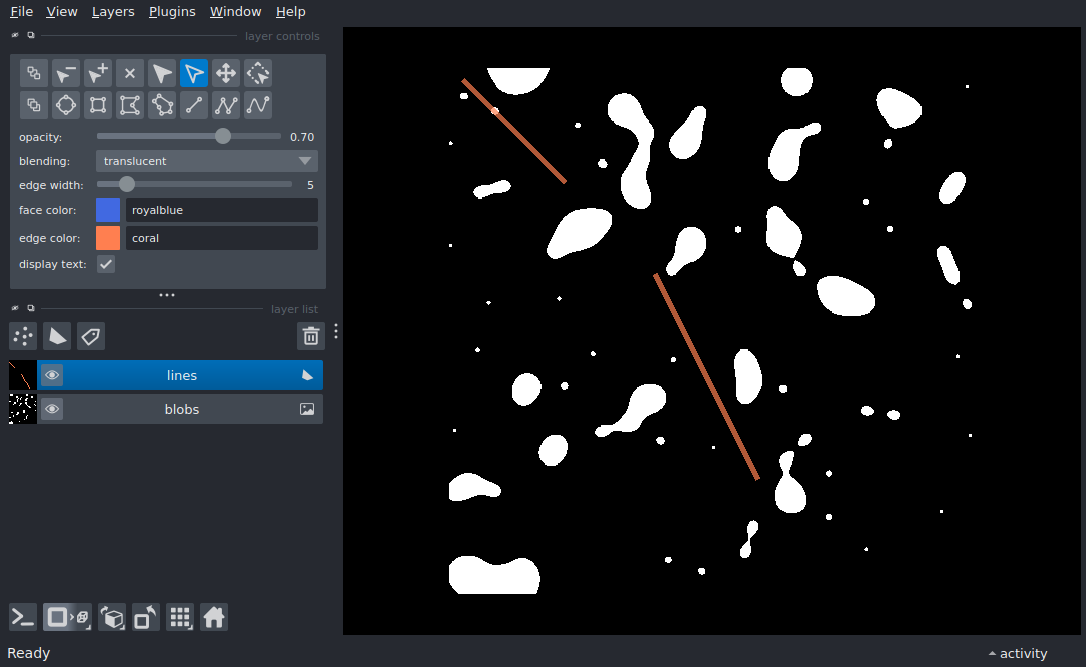 File View Layers Plugins Window Help
layer controls
opacity: 0.70
blending: translucent
edge width: 5
face color: royalblue
edge color: coral
display text:
layer list
lines
blobs
Ready
activity